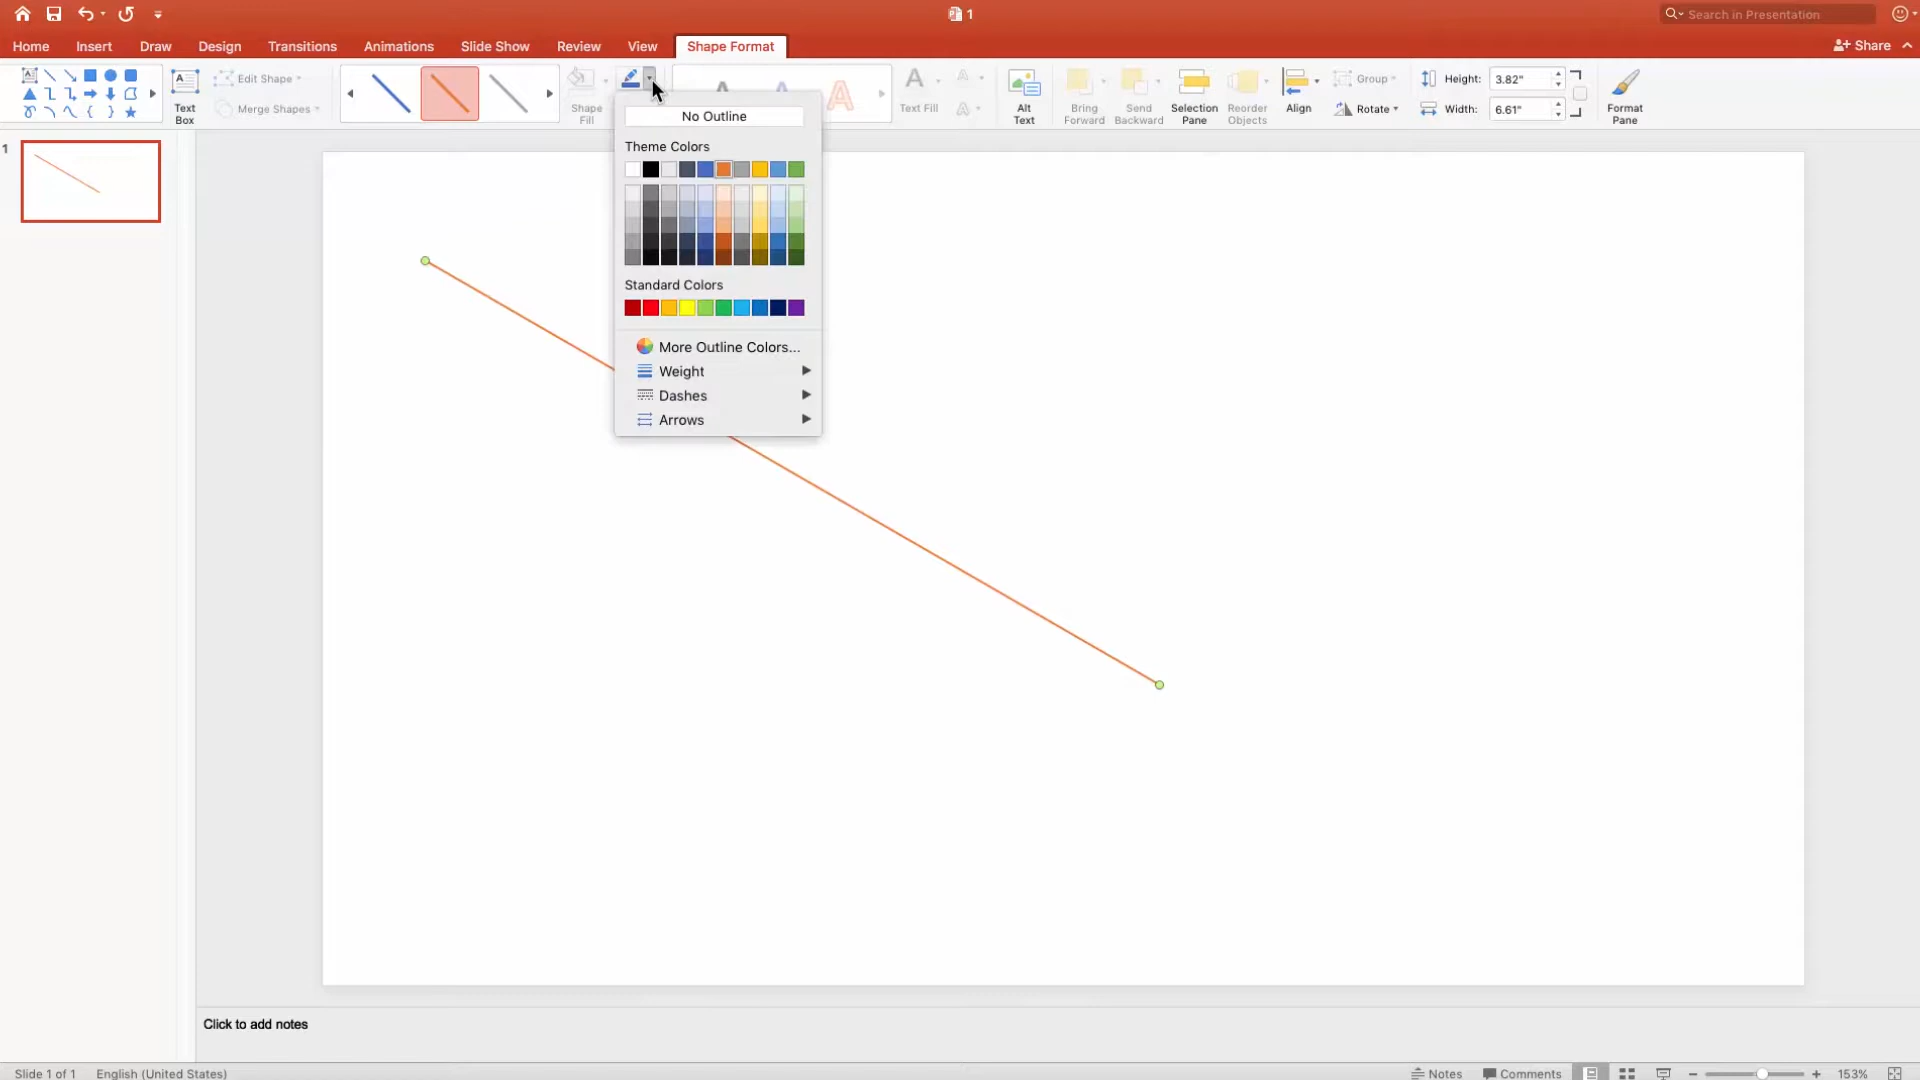 1
Search in Presentation
Home
Insert
Draw
Design
Transitions
Animations
Slide Show
Review
View
Shape Format
Share
Text
Box
Edit Shape
Merge Shapes
Shape
Fill
Text Fill
Alt
Text
Bring
Forward
Send
Backward
Selection
Pane
Reorder
Objects
Align
Group
Rotate
Height: 3.82"
Width: 6.61"
Format
Pane
No Outline
Theme Colors
Standard Colors
More Outline Colors...
Weight
Dashes
Arrows
1
Click to add notes
Slide 1 of 1
English (United States)
Notes
Comments
153%